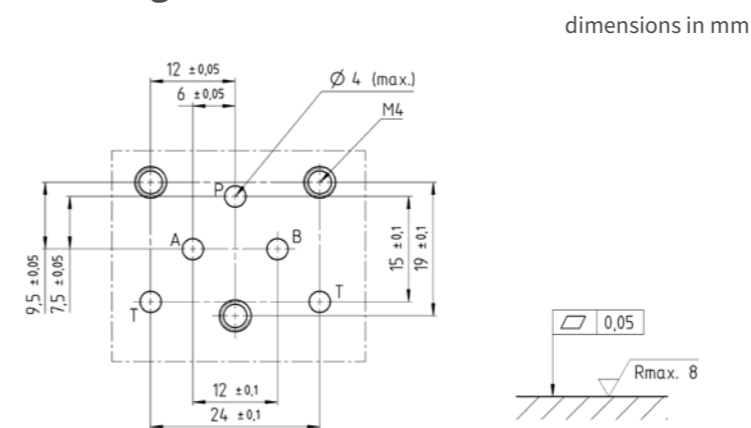 dimensions in mm
12 ±0,05
6 ±0,05
Ø 4 (max.)
M4
P
A
B
T
T
9,5 ±0,05
7,5 ±0,05
15 ±0,1
19 ±0,1
12 ±0,1
24 ±0,1
0,05
Rmax. 8